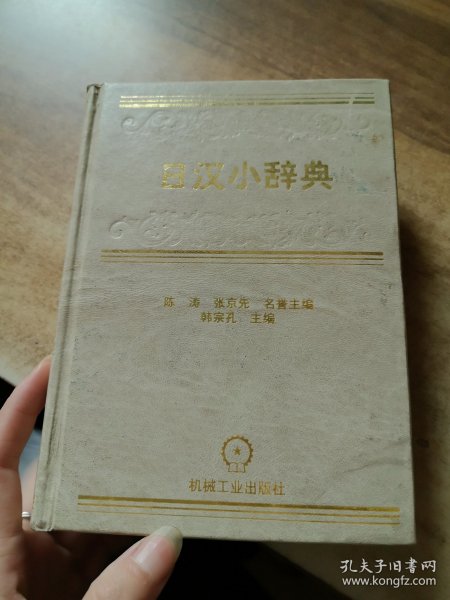 日汉小辞典
陈 涛 张京先 名誉主编
韩宗孔 主编
机械工业出版社
孔夫子旧书网
www.kongfz.com